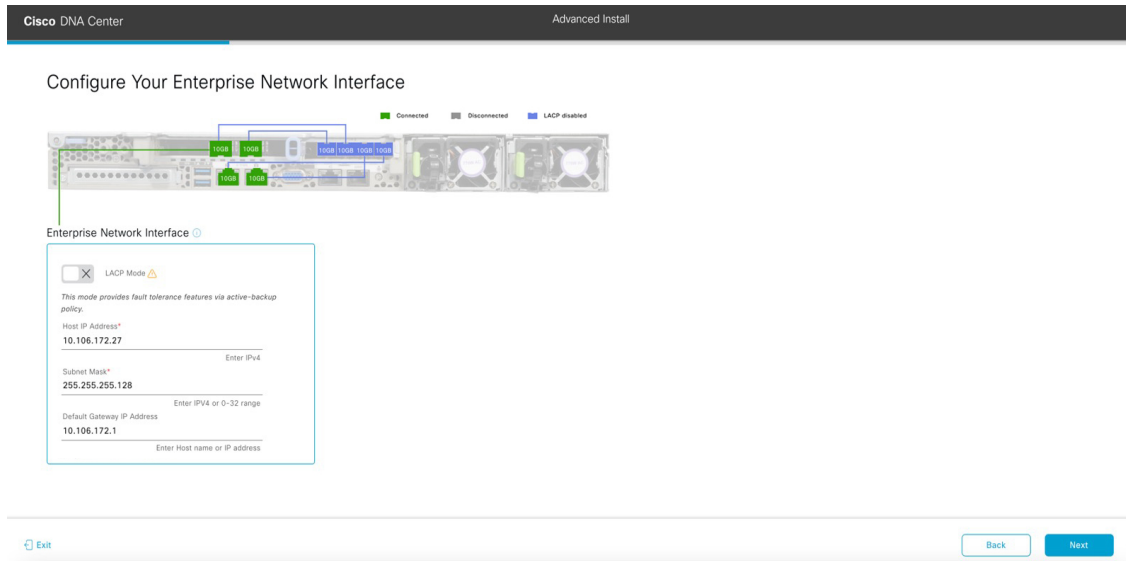 Cisco DNA Center
Advanced Install
Configure Your Enterprise Network Interface
Connected Disconnected LACP disabled
10GB 10GB 10GB 10GB 10GB 10GB
10GB 10GB
Enterprise Network Interface
LACP Mode
This mode provides fault tolerance features via active-backup
policy.
Host IP Address*
10.106.172.27
Enter IPv4
Subnet Mask*
255.255.255.128
Enter IPV4 or 0-32 range
Default Gateway IP Address
10.106.172.1
Enter Host name or IP address
Exit
Back
Next